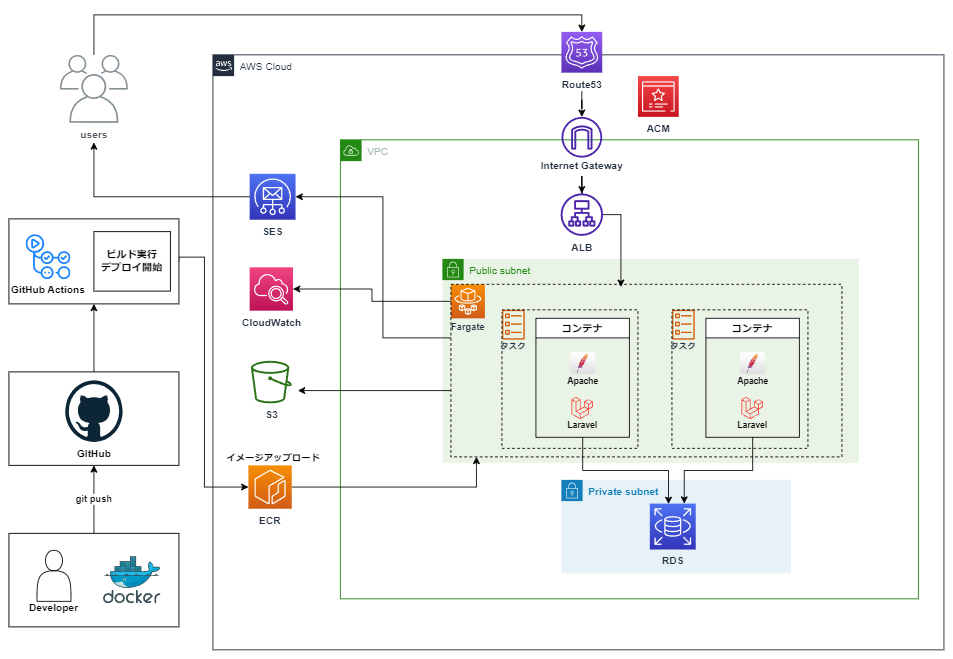 aws
AWS Cloud
53
Route53
ACM
users
VPC
Internet Gateway
SES
ALB
GitHub Actions
ビルド実行
デプロイ開始
Public subnet
CloudWatch
Fargate
タスク
コンテナ
Apache
Laravel
タスク
コンテナ
Apache
Laravel
S3
GitHub
イメージアップロード
ECR
git push
Private subnet
RDS
Developer
docker